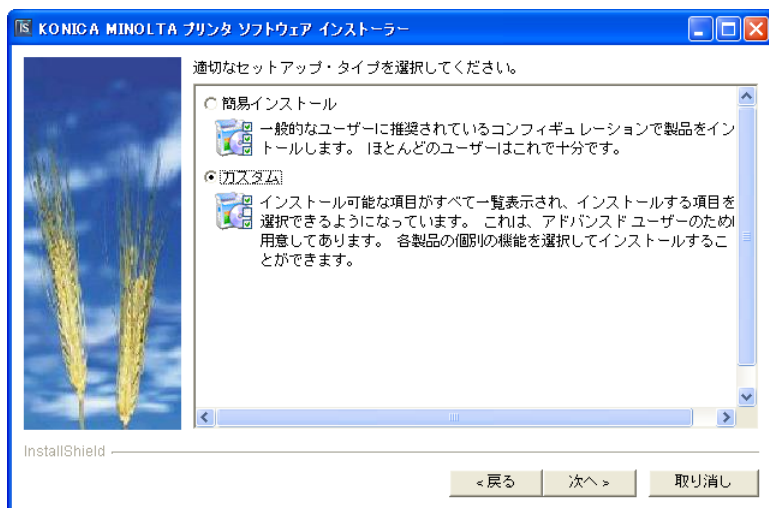 KONICA MINOLTA プリンタ ソフトウェア インストーラー
適切なセットアップ・タイプを選択してください。
簡易インストール
一般的なユーザーに推奨されているコンフィギュレーションで製品をイン
トールします。 ほとんどのユーザーはこれで十分です。
カスタム
インストール可能な項目がすべて一覧表示され、インストールする項目を
選択できるようになっています。 これは、アドバンスド ユーザーのため
用意してあります。 各製品の個別の機能を選択してインストールするこ
とができます。
InstallShield
<戻る
次へ>
取り消し